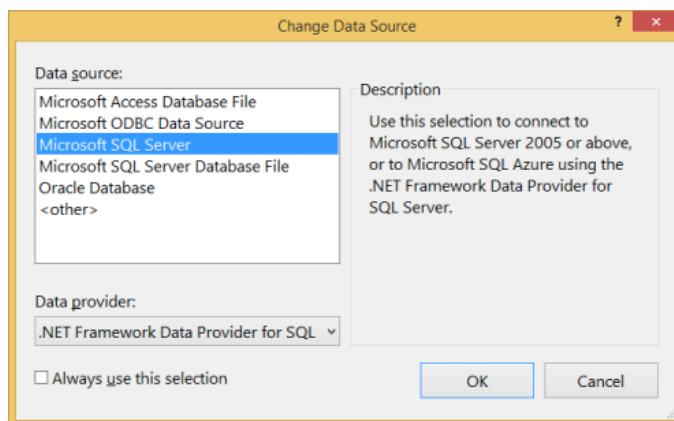 Change Data Source
?
Data source:
Microsoft Access Database File
Microsoft ODBC Data Source
Microsoft SQL Server
Microsoft SQL Server Database File
Oracle Database
<other>
Description
Use this selection to connect to
Microsoft SQL Server 2005 or above,
or to Microsoft SQL Azure using the
.NET Framework Data Provider for
SQL Server.
Data provider:
.NET Framework Data Provider for SQL
Always use this selection
OK
Cancel